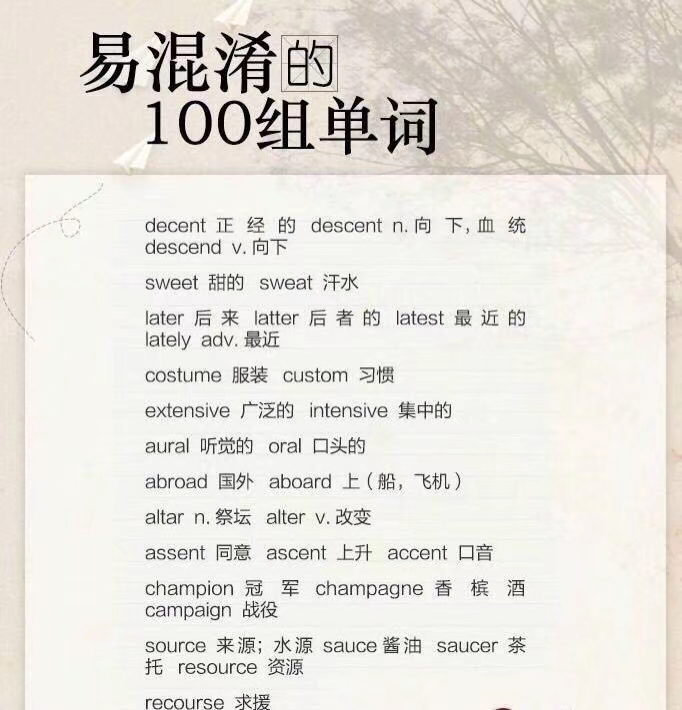 易混淆的
100组单词
decent 正经的 descent n.向下,血统
descend v.向下
sweet 甜的 sweat 汗水
later 后来 latter 后者的 latest 最近的
lately adv.最近
costume 服装 custom 习惯
extensive 广泛的 intensive 集中的
aural 听觉的 oral 口头的
abroad 国外 aboard 上(船,飞机)
altar n.祭坛 alter v.改变
assent 同意 ascent 上升 accent 口音
champion 冠军 champagne 香槟酒
campaign 战役
source 来源; 水源 sauce 酱油 saucer 茶
托 resource 资源
recourse 求援